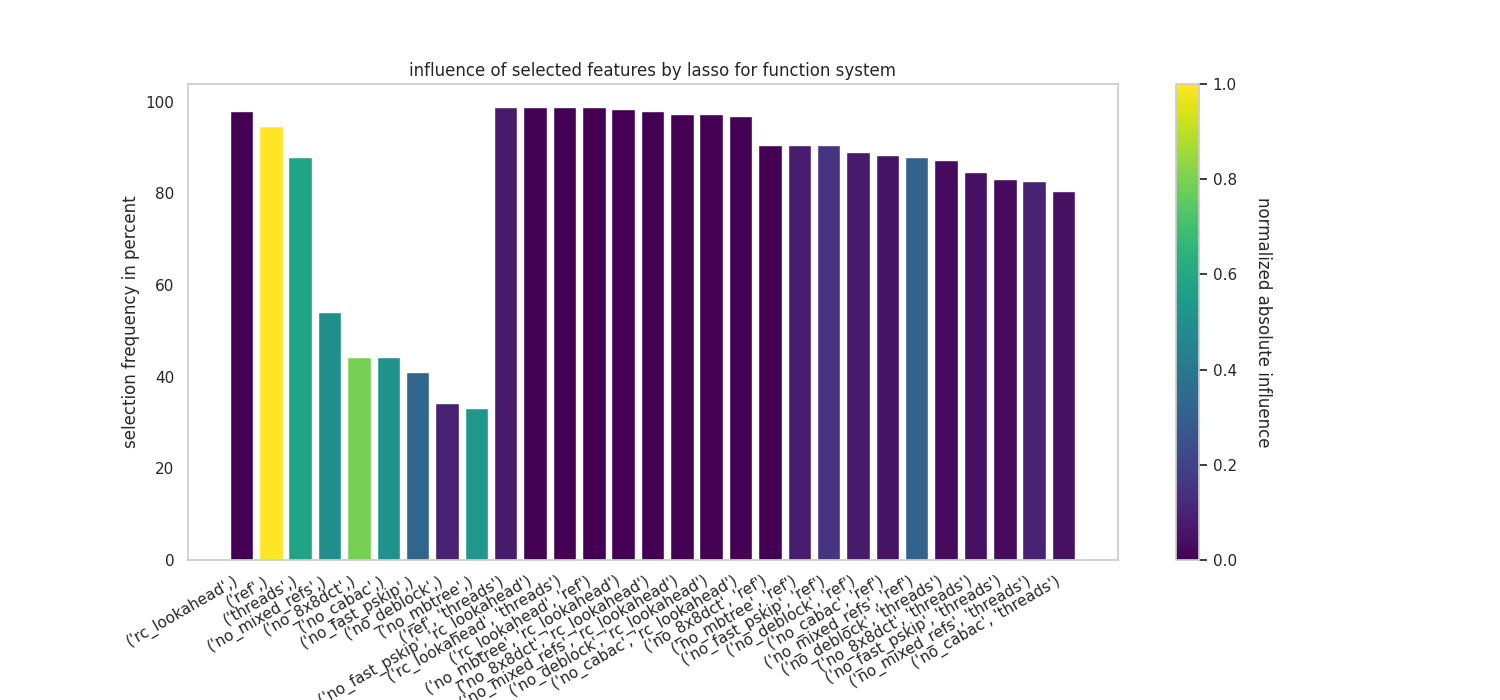 influence of selected features by lasso for function system
100
80
60
40
20
0
selection frequency in percent
('rc_lookahead',)
('ref',)
('threads',)
('no_mixed_refs',)
('no_8x8dct',)
('no_cabac',)
('no_fast_pskip',)
('no_deblock',)
('no_mbtree',)
('ref', 'threads')
('no_fast_pskip', 'rc_lookahead')
('rc_lookahead', 'threads')
('rc_lookahead', 'ref')
('no_mbtree', 'rc_lookahead')
('no_8x8dct', 'rc_lookahead')
('no_mixed_refs', 'rc_lookahead')
('no_deblock', 'rc_lookahead')
('no_cabac', 'rc_lookahead')
('no_8x8dct', 'ref')
('no_mbtree', 'ref')
('no_fast_pskip', 'ref')
('no_deblock', 'ref')
('no_cabac', 'ref')
('no_mixed_refs', 'ref')
('no_deblock', 'threads')
('no_8x8dct', 'threads')
('no_fast_pskip', 'threads')
('no_mixed_refs', 'threads')
('no_cabac', 'threads')
1.0
0.8
0.6
0.4
0.2
0.0
normalized absolute influence